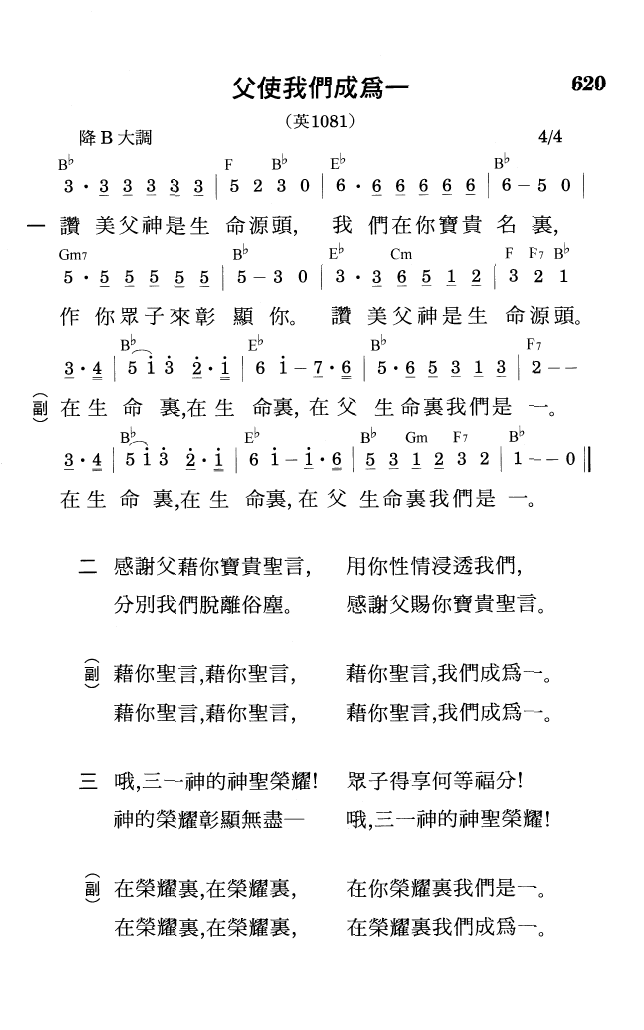 父使我們成爲一
620
（英1081）
降 B 大調 4/4
B♭ F B♭ E♭ B♭
3 · 3 3 3 3 3 | 5 2 3 0 | 6 · 6 6 6 6 6 | 6 – 5 0 |
一 讚 美父神是生 命源頭, 我 們在你寶貴 名 裏,
Gm7 B♭ E♭ Cm F F7 B♭
5 · 5 5 5 5 5 | 5 – 3 0 | 3 · 3 6 5 1 2 | 3 2 1
作 你眾子來彰 顯 你。 讚 美父神是生 命源頭。
B♭ E♭ B♭ F7
3 · 4 | 5 1̇ 3̇ 2̇ · 1̇ | 6 1̇ – 7 · 6 | 5 · 6 5 3 1 3 | 2 – –
(副) 在生 命 裏,在生 命裏, 在父 生命裏我們是 一。
B♭ E♭ B♭ Gm F7 B♭
3 · 4 | 5 1̇ 3̇ 2̇ · 1̇ | 6 1̇ – 1̇ · 6 | 5 3 1 2 3 2 | 1 – – 0 ||
在生 命 裏,在生 命裏,在父 生命裏我們是 一。
二 感謝父藉你寶貴聖言, 用你性情浸透我們,
分別我們脫離俗塵。 感謝父賜你寶貴聖言。
(副) 藉你聖言,藉你聖言, 藉你聖言,我們成爲一。
藉你聖言,藉你聖言, 藉你聖言,我們成爲一。
三 哦,三一神的神聖榮耀! 眾子得享何等福分!
神的榮耀彰顯無盡— 哦,三一神的神聖榮耀!
(副) 在榮耀裏,在榮耀裏, 在你榮耀裏我們是一。
在榮耀裏,在榮耀裏, 在榮耀裏我們成爲一。